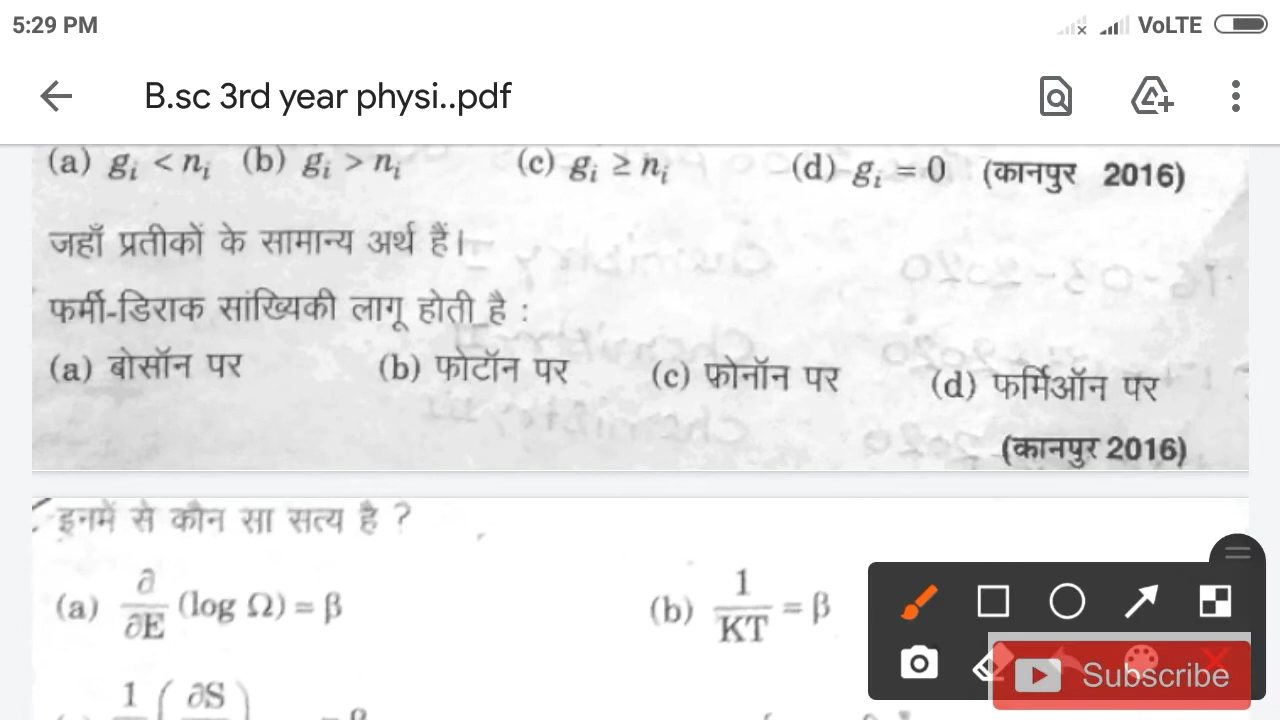 5:29 PM VoLTE
B.sc 3rd year physi..pdf
(a) gᵢ < nᵢ (b) gᵢ > nᵢ (c) gᵢ ≥ nᵢ (d) gᵢ = 0 (कानपुर 2016)
जहाँ प्रतीकों के सामान्य अर्थ हैं।
फर्मी-डिराक सांख्यिकी लागू होती है :
(a) बोसॉन पर (b) फोटॉन पर (c) फोनॉन पर (d) फर्मिऑन पर
(कानपुर 2016)
इनमें से कौन सा सत्य है ?
(a) ∂/∂E (log Ω) = β (b) 1/KT = β
Subscribe
1 ( ∂S )